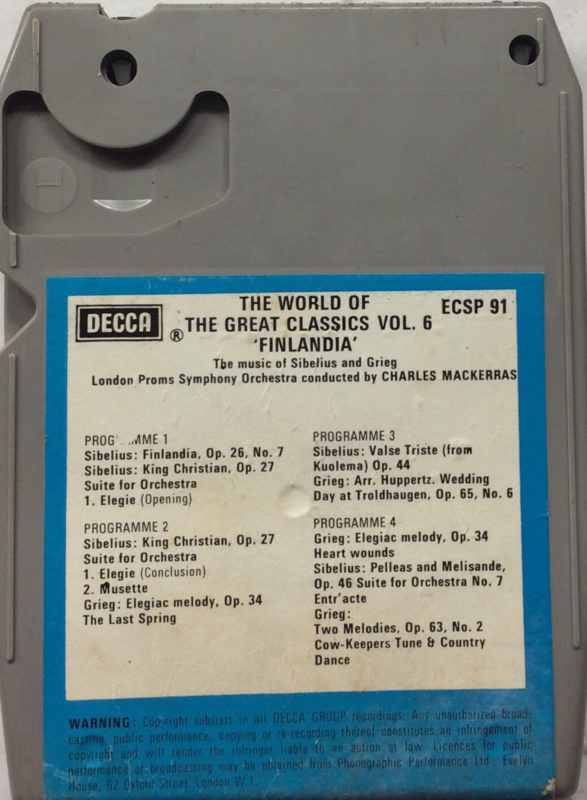 H
THE WORLD OF
ECSP 91
DECCA ® THE GREAT CLASSICS VOL. 6
'FINLANDIA'
The music of Sibelius and Grieg
London Proms Symphony Orchestra conducted by CHARLES MACKERRAS
1
Sibelius: Finlandia, Op. 26, No. 7
Sibelius: King Christian, Op. 27
Suite for Orchestra
1. Elegie (Opening)
PROGRAMME 2
Sibelius: King Christian, Op. 27
Suite for Orchestra
1. Elegie (Conclusion)
2. Musette
Grieg: Elegiac melody, Op. 34
The Last Spring
PROGRAMME 3
Sibelius: Valse Triste (from
Kuolema) Op. 44
Grieg: Arr. Huppertz. Wedding
Day at Troldhaugen, Op. 65, No. 6
PROGRAMME 4
Grieg: Elegiac melody, Op. 34
Heart wounds
Sibelius: Pelleas and Melisande,
Op. 46 Suite for Orchestra No. 7
Entr'acte
Grieg:
Two Melodies, Op. 63, No. 2
Cow-Keepers Tune & Country
Dance
WARNING: Copyright subsists in all DECCA GROUP recordings. Any unauthorized broad-
casting, public performance, copying or re-recording thereof constitutes an infringement of
copyright and will render the infringer liable to an action at law. Licences for public
performance or broadcasting may be obtained from Phonographic Performance Ltd., Evelyn
House, 62 Oxford Street, London W.1.